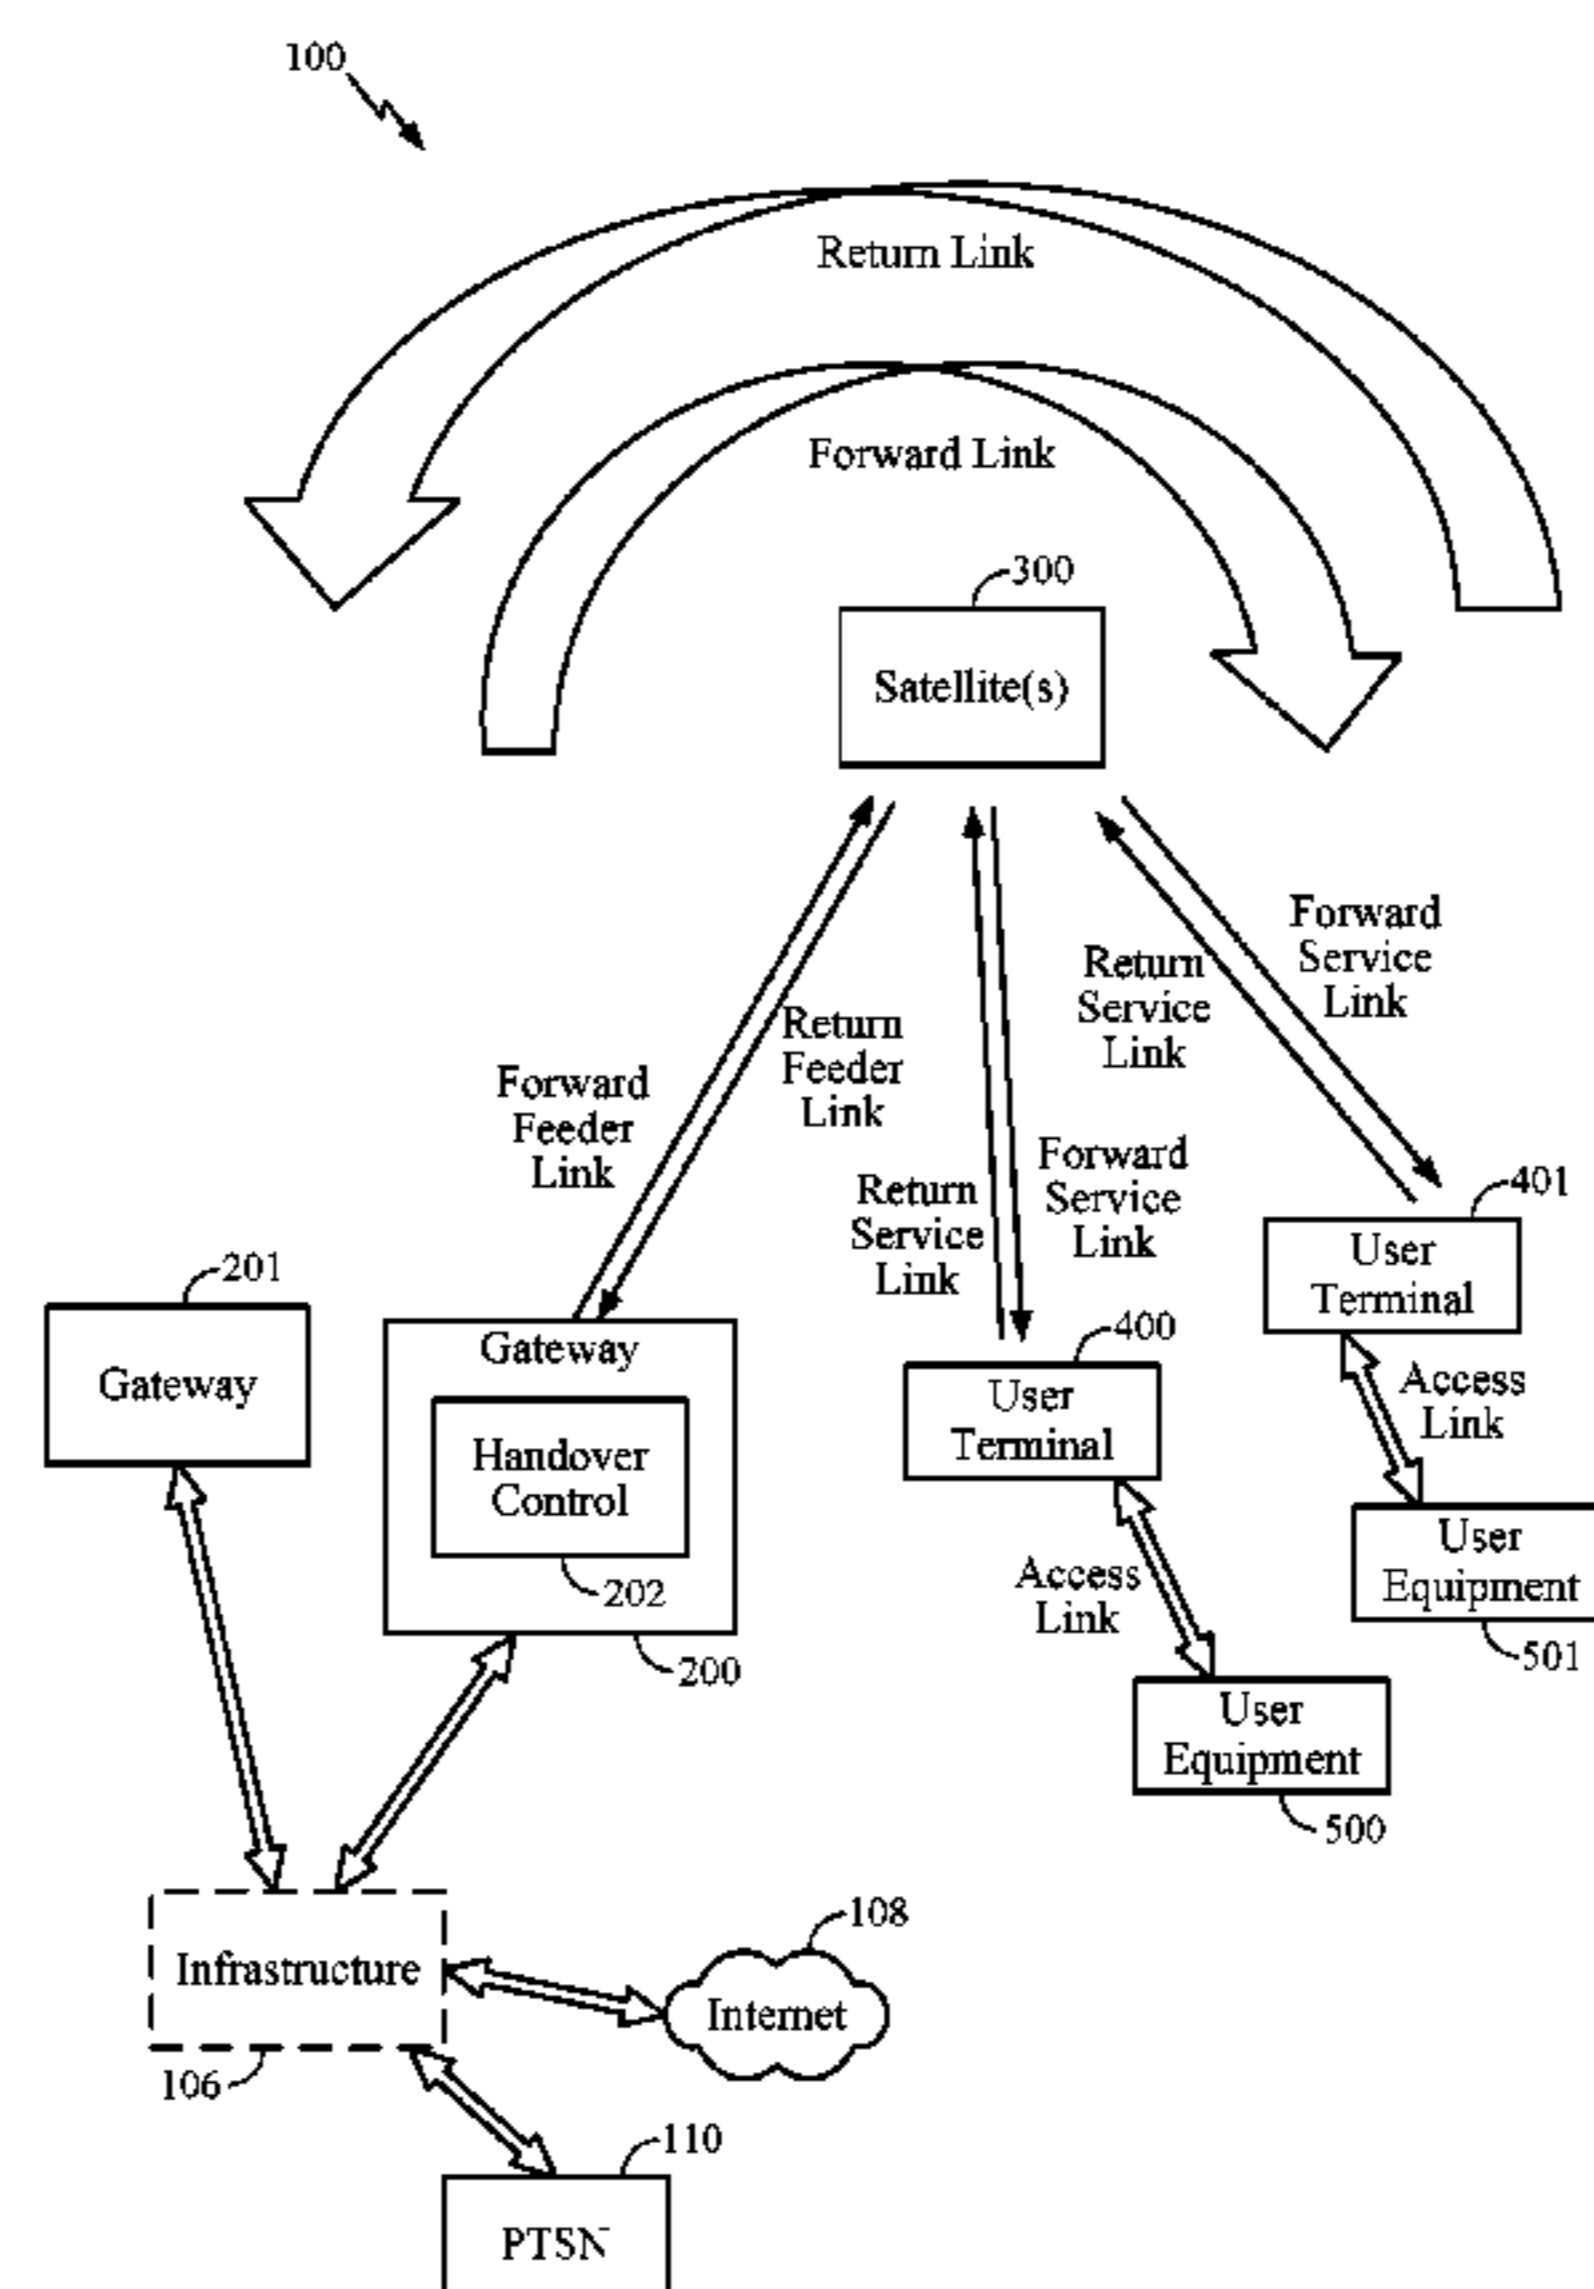 100
Return Link
Forward Link
300
Satellite(s)
Forward
Service
Link
Return
Service
Link
Return
Feeder
Link
Forward
Feeder
Link
Forward
Service
Link
Return
Service
Link
401
User
Terminal
201
Gateway
Gateway
Handover
Control
202
200
400
User
Terminal
Access
Link
Access
Link
User
Equipment
501
User
Equipment
500
Infrastructure
106
108
Internet
110
PTSN